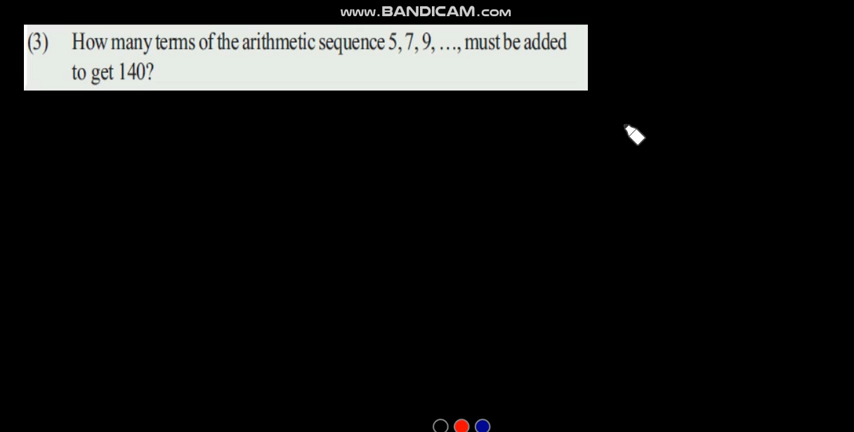 www.BANDICAM.com
(3) How many terms of the arithmetic sequence 5, 7, 9, …, must be added
to get 140?